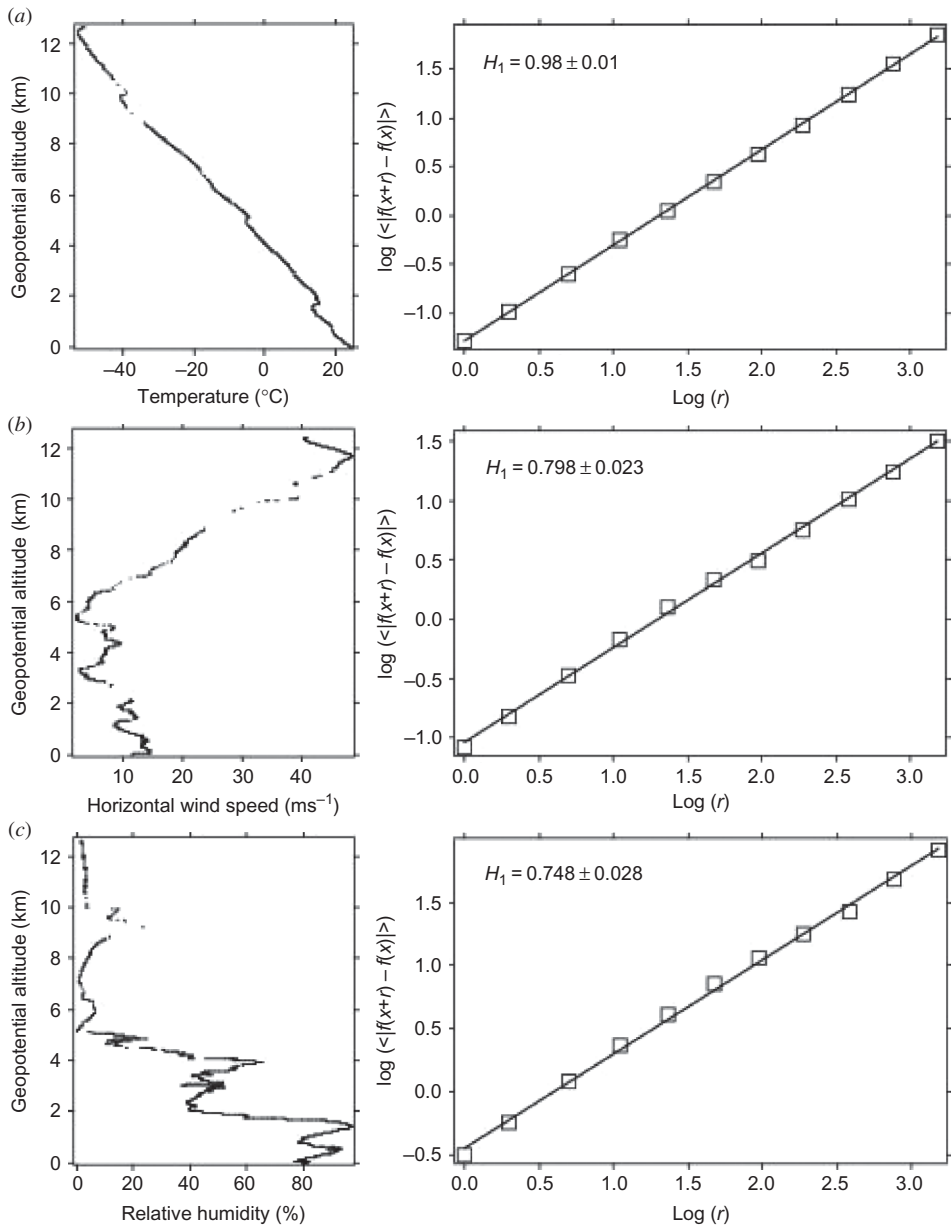 (a)
12
10
8
6
4
2
0
Geopotential altitude (km)
–40 –20 0 20
Temperature (°C)
H1 = 0.98 ± 0.01
1.5
1.0
0.5
0.0
–0.5
–1.0
log (<|f(x+r) – f(x)|>)
0.0 0.5 1.0 1.5 2.0 2.5 3.0
Log (r)
(b)
12
10
8
6
4
2
0
Geopotential altitude (km)
10 20 30 40
Horizontal wind speed (ms–1)
H1 = 0.798 ± 0.023
1.5
1.0
0.5
0.0
–0.5
–1.0
log (<|f(x+r) – f(x)|>)
0.0 0.5 1.0 1.5 2.0 2.5 3.0
Log (r)
(c)
12
10
8
6
4
2
0
Geopotential altitude (km)
0 20 40 60 80
Relative humidity (%)
H1 = 0.748 ± 0.028
1.5
1.0
0.5
0.0
–0.5
log (<|f(x+r) – f(x)|>)
0.0 0.5 1.0 1.5 2.0 2.5 3.0
Log (r)